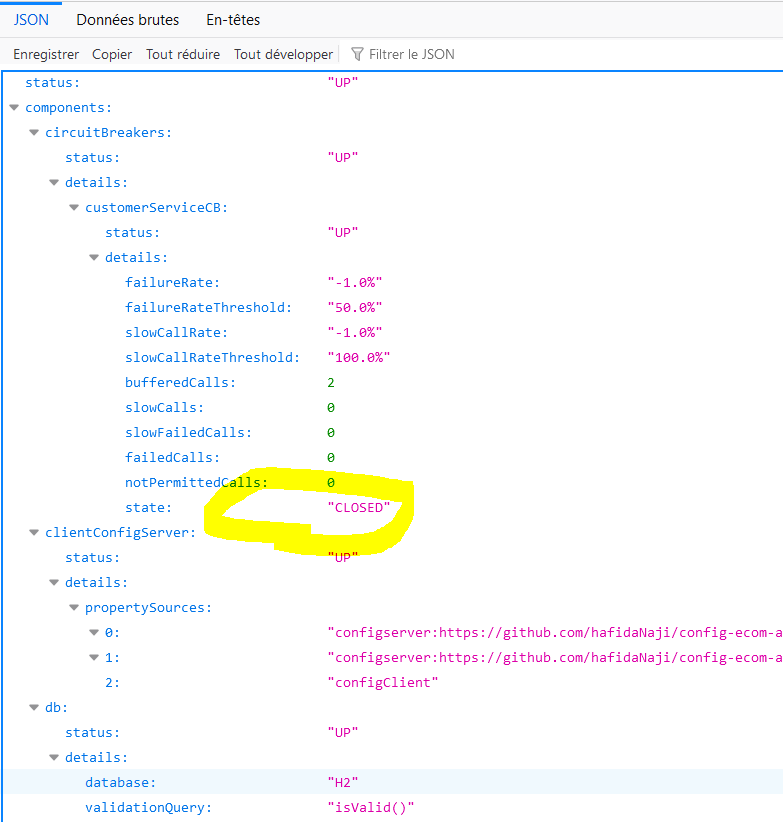 JSON Données brutes En-têtes
Enregistrer Copier Tout réduire Tout développer Filtrer le JSON
status: "UP"
components:
circuitBreakers:
status: "UP"
details:
customerServiceCB:
status: "UP"
details:
failureRate: "-1.0%"
failureRateThreshold: "50.0%"
slowCallRate: "-1.0%"
slowCallRateThreshold: "100.0%"
bufferedCalls: 2
slowCalls: 0
slowFailedCalls: 0
failedCalls: 0
notPermittedCalls: 0
state: "CLOSED"
clientConfigServer:
status: "UP"
details:
propertySources:
0: "configserver:https://github.com/hafidaNaji/config-ecom-a
1: "configserver:https://github.com/hafidaNaji/config-ecom-a
2: "configClient"
db:
status: "UP"
details:
database: "H2"
validationQuery: "isValid()"